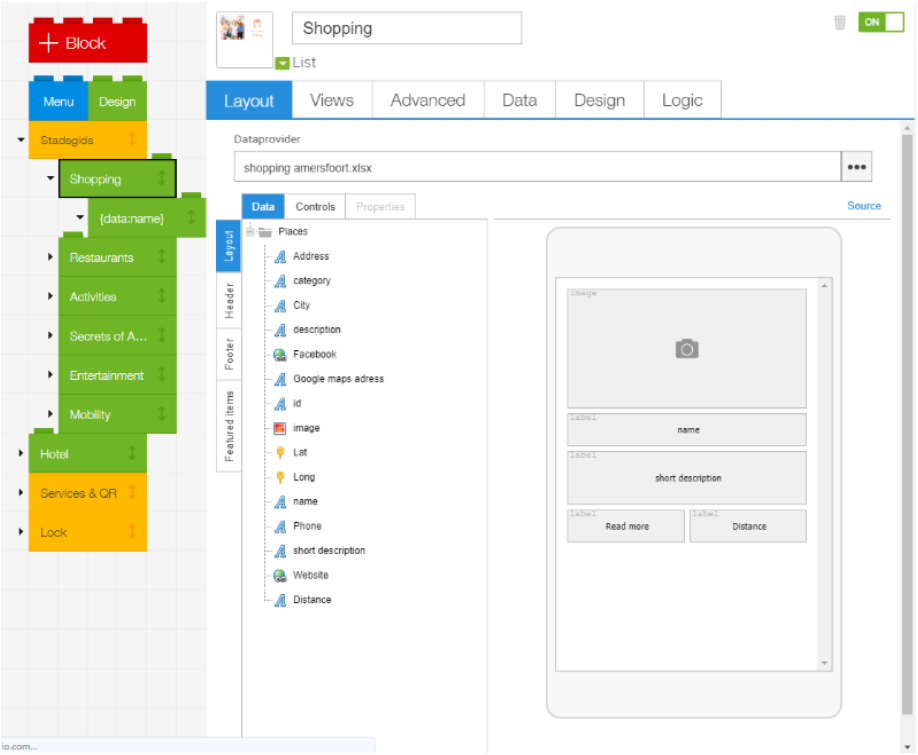 Shopping
ON
Block
List
Menu Design
Layout Views Advanced Data Design Logic
Stadsgids
Dataprovider
shopping amersfoort.xlsx
Shopping
{data:name}
Restaurants
Activities
Secrets of A...
Entertainment
Mobility
Hotel
Services & QR
Lock
Data Controls Properties
Source
Layout
Header
Footer
Featured items
Places
Address
category
City
description
Facebook
Google maps adress
id
image
Lat
Long
name
Phone
short description
Website
Distance
image
label
name
label
short description
label label
Read more Distance
io.com...